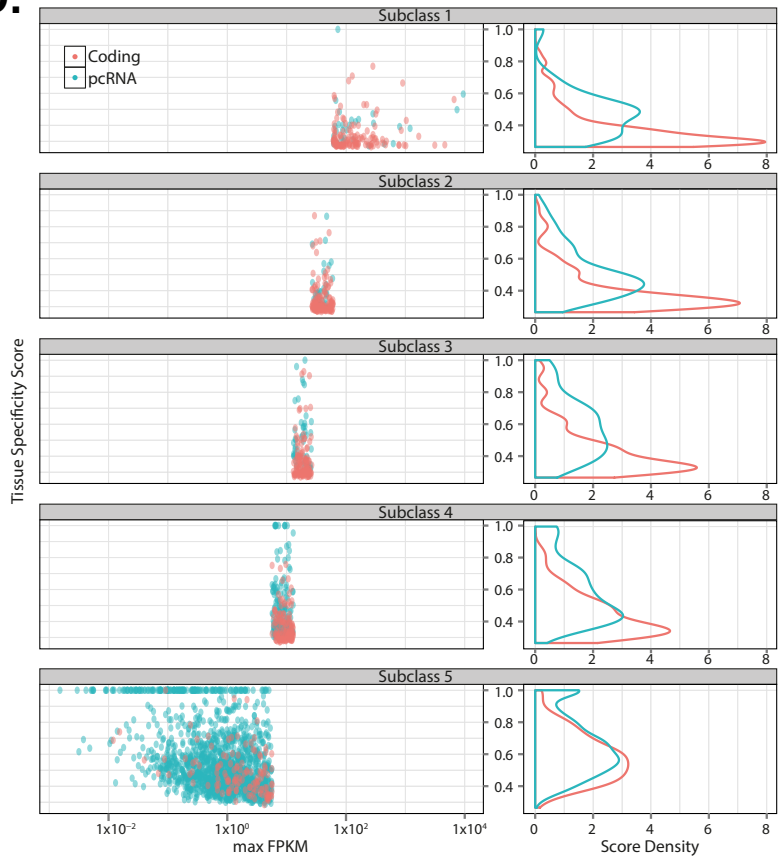 Subclass 1
Coding
pcRNA
1.0
0.8
0.6
0.4
0 2 4 6 8
Subclass 2
1.0
0.8
0.6
0.4
0 2 4 6 8
Subclass 3
1.0
0.8
0.6
0.4
0 2 4 6 8
Subclass 4
1.0
0.8
0.6
0.4
0 2 4 6 8
Subclass 5
1.0
0.8
0.6
0.4
0 2 4 6 8
1x10⁻² 1x10⁰ 1x10² 1x10⁴
max FPKM
Score Density
Tissue Specificity Score